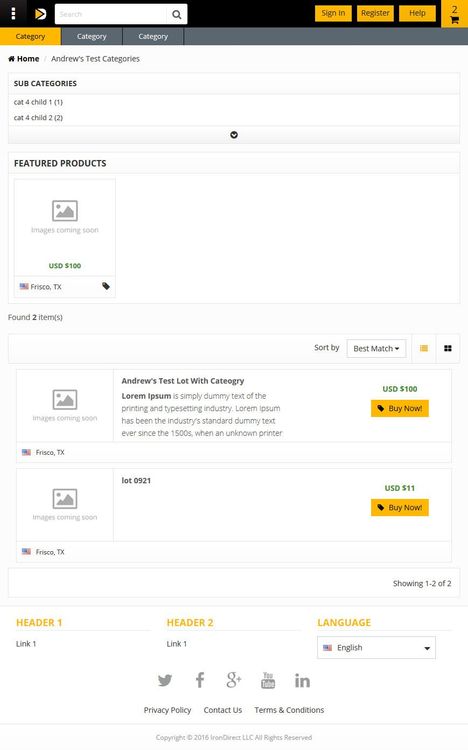 Search
Sign In
Register
Help
2
Category
Category
Category
Home / Andrew's Test Categories
SUB CATEGORIES
cat 4 child 1 (1)
cat 4 child 2 (2)
FEATURED PRODUCTS
Images coming soon
USD $100
Frisco, TX
Found 2 item(s)
Sort by
Best Match
Images coming soon
Andrew's Test Lot With Cateogry
Lorem Ipsum is simply dummy text of the
printing and typesetting industry. Lorem Ipsum
has been the industry's standard dummy text
ever since the 1500s, when an unknown printer
USD $100
Buy Now!
Frisco, TX
Images coming soon
lot 0921
USD $11
Buy Now!
Frisco, TX
Showing 1-2 of 2
HEADER 1
Link 1
HEADER 2
Link 1
LANGUAGE
English
You
Tube
Privacy Policy
Contact Us
Terms & Conditions
Copyright © 2016 IronDirect LLC All Rights Reserved